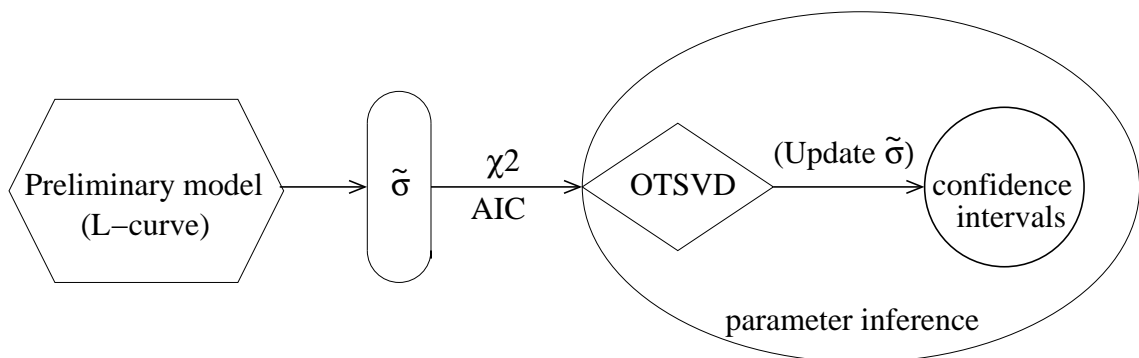 Preliminary model
(L−curve)
σ̃
χ2
AIC
OTSVD
(Update σ̃)
confidence
intervals
parameter inference